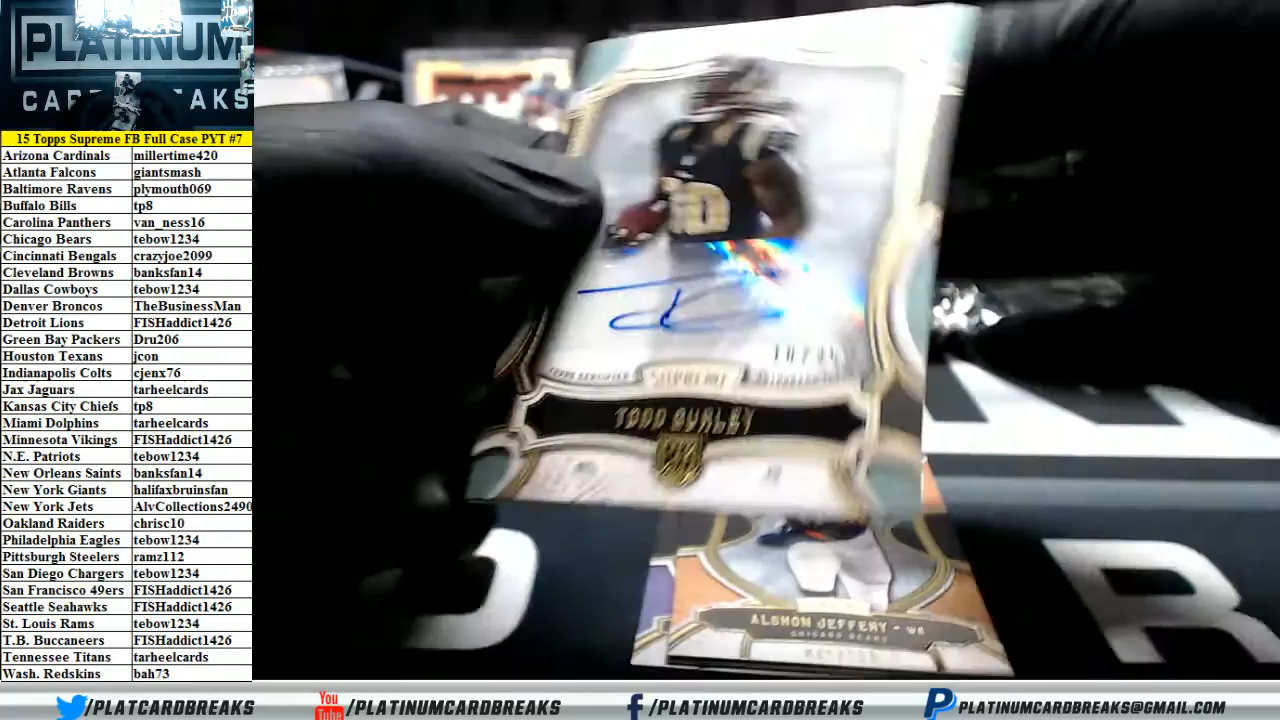 PLATINUM
CARD BREAKS
15 Topps Supreme FB Full Case PYT #7
Arizona Cardinals millertime420
Atlanta Falcons giantsmash
Baltimore Ravens plymouth069
Buffalo Bills tp8
Carolina Panthers van_ness16
Chicago Bears tebow1234
Cincinnati Bengals crazyjoe2099
Cleveland Browns banksfan14
Dallas Cowboys tebow1234
Denver Broncos TheBusinessMan
Detroit Lions FISHaddict1426
Green Bay Packers Dru206
Houston Texans jcon
Indianapolis Colts cjenx76
Jax Jaguars tarheelcards
Kansas City Chiefs tp8
Miami Dolphins tarheelcards
Minnesota Vikings FISHaddict1426
N.E. Patriots tebow1234
New Orleans Saints banksfan14
New York Giants halifaxbruinsfan
New York Jets AlvCollections2490
Oakland Raiders chrisc10
Philadelphia Eagles tebow1234
Pittsburgh Steelers ramz112
San Diego Chargers tebow1234
San Francisco 49ers FISHaddict1426
Seattle Seahawks FISHaddict1426
St. Louis Rams tebow1234
T.B. Buccaneers FISHaddict1426
Tennessee Titans tarheelcards
Wash. Redskins bah73
SUPREME
TODD GURLEY
ALSHON JEFFERY - WR
CHICAGO BEARS
/PLATCARDBREAKS
You Tube /PLATINUMCARDBREAKS
/PLATINUMCARDBREAKS
PLATINUMCARDBREAKS@GMAIL.COM